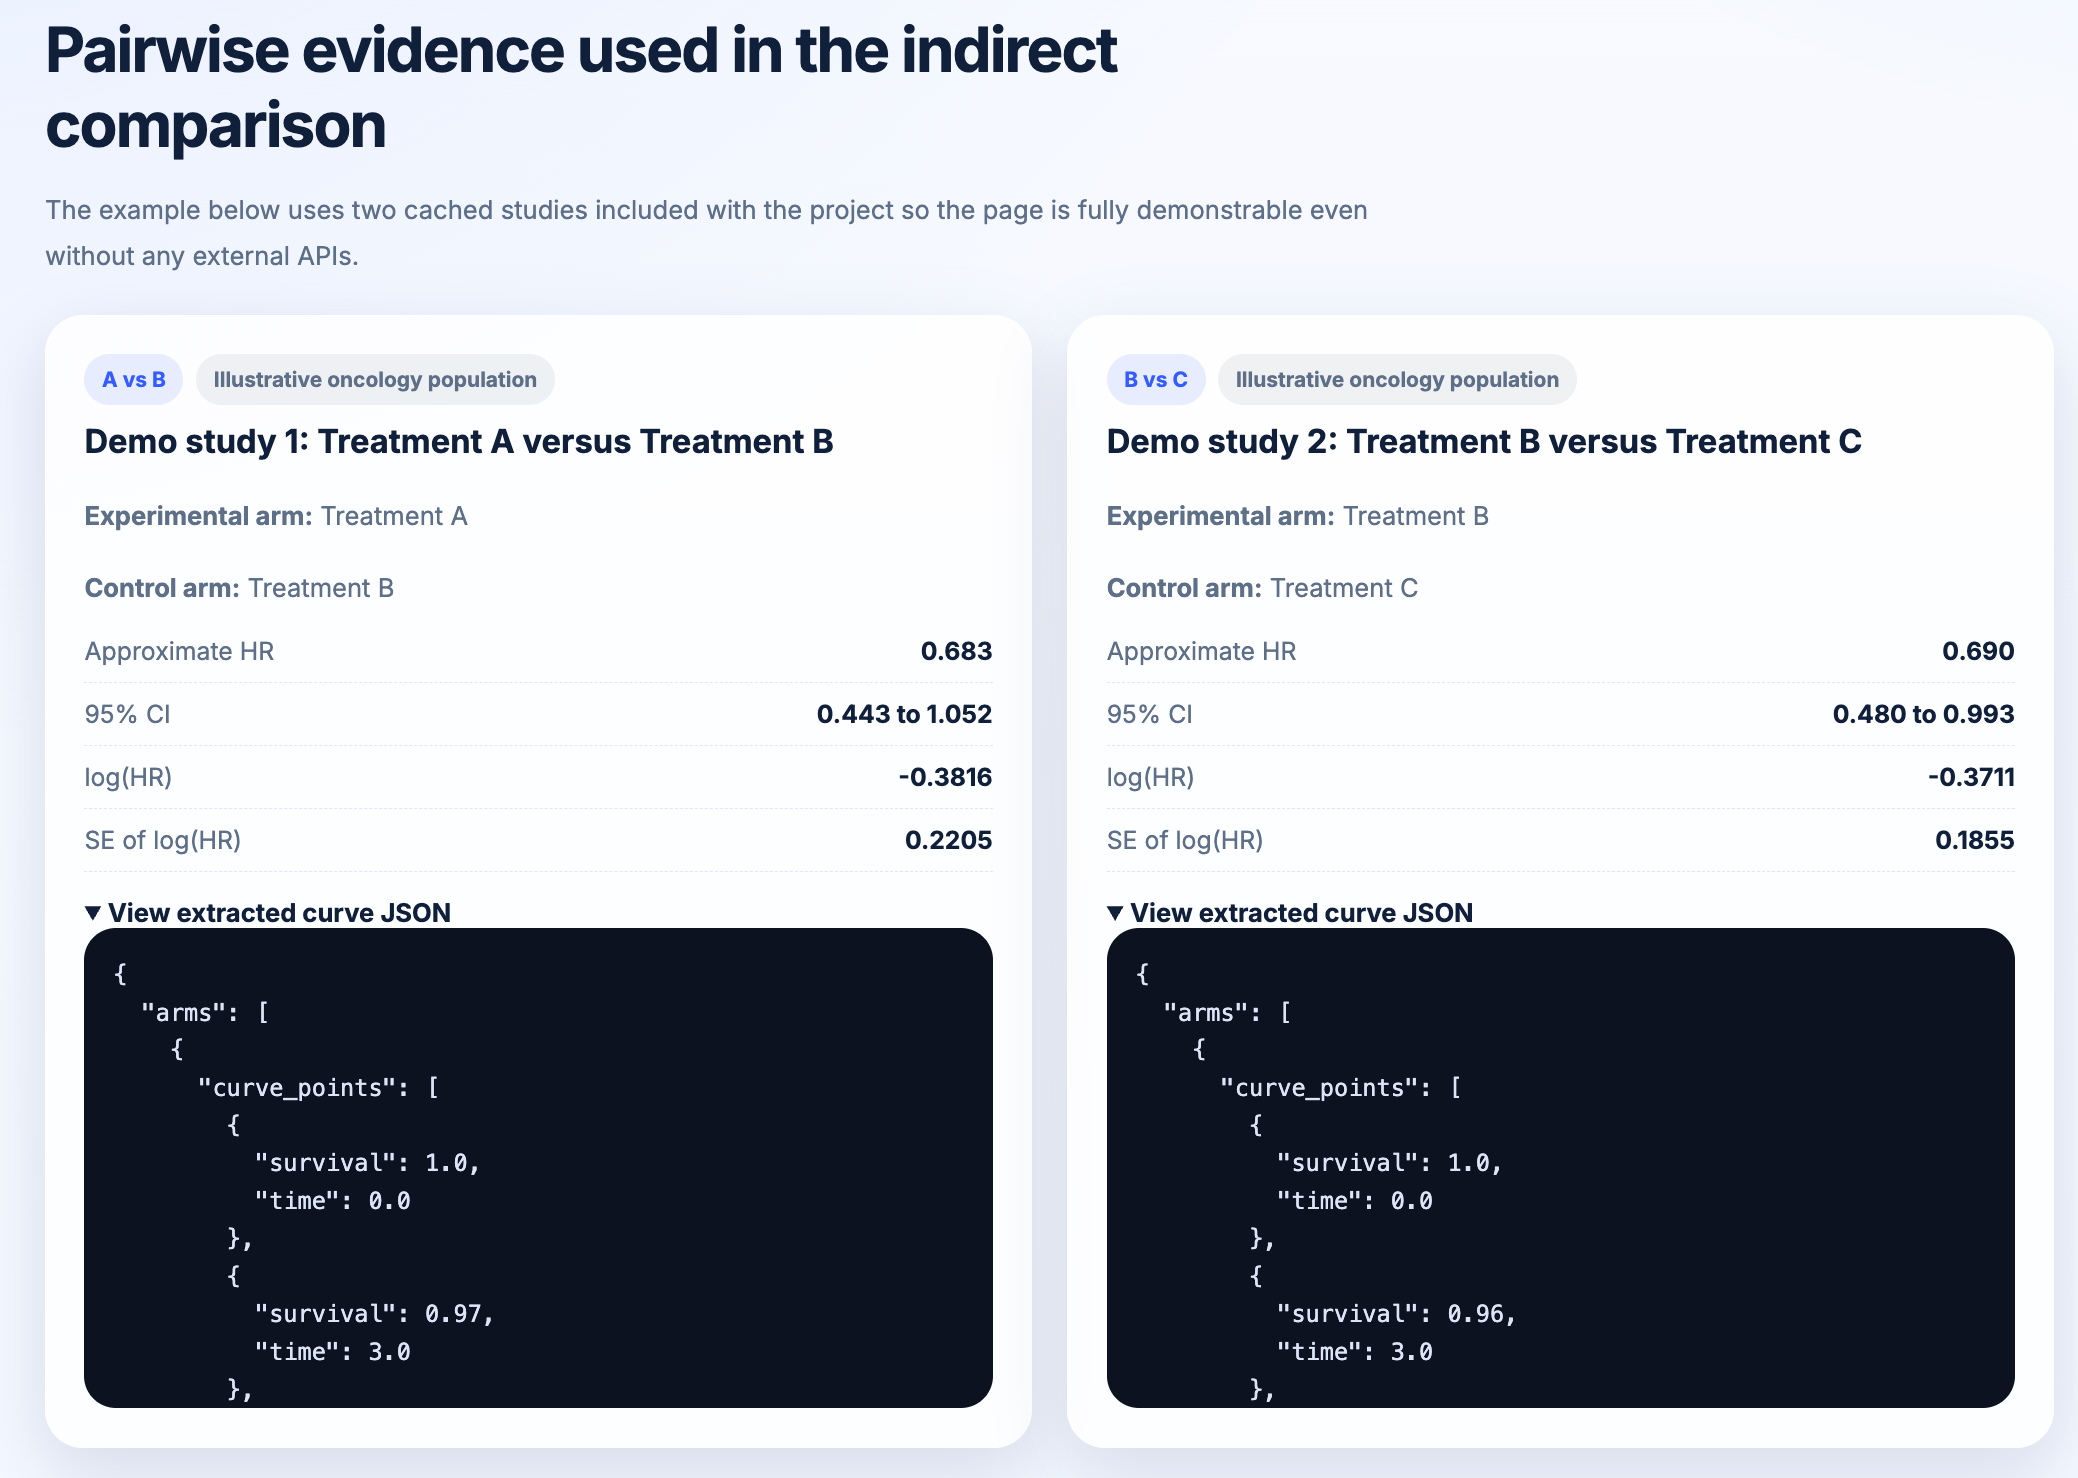 Pairwise evidence used in the indirect
comparison
The example below uses two cached studies included with the project so the page is fully demonstrable even
without any external APIs.
A vs B
Illustrative oncology population
Demo study 1: Treatment A versus Treatment B
Experimental arm: Treatment A
Control arm: Treatment B
Approximate HR 0.683
95% CI 0.443 to 1.052
log(HR) -0.3816
SE of log(HR) 0.2205
▼ View extracted curve JSON
{
  "arms": [
    {
      "curve_points": [
        {
          "survival": 1.0,
          "time": 0.0
        },
        {
          "survival": 0.97,
          "time": 3.0
        },
B vs C
Illustrative oncology population
Demo study 2: Treatment B versus Treatment C
Experimental arm: Treatment B
Control arm: Treatment C
Approximate HR 0.690
95% CI 0.480 to 0.993
log(HR) -0.3711
SE of log(HR) 0.1855
▼ View extracted curve JSON
{
  "arms": [
    {
      "curve_points": [
        {
          "survival": 1.0,
          "time": 0.0
        },
        {
          "survival": 0.96,
          "time": 3.0
        },